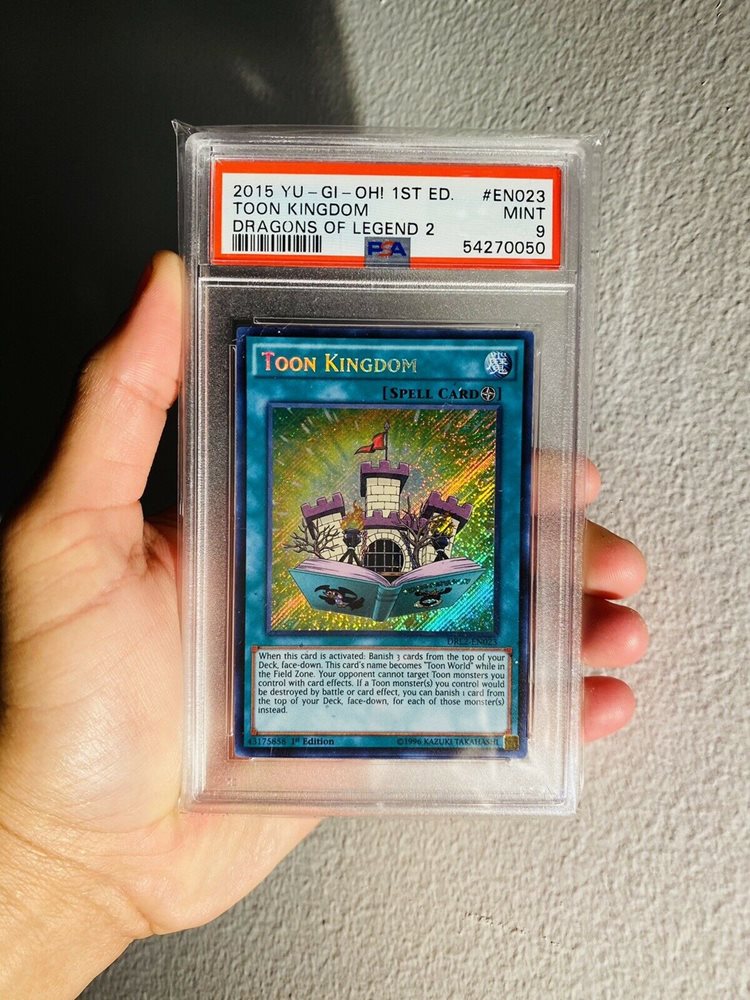 2015 YU-GI-OH! 1ST ED. #EN023
TOON KINGDOM MINT
DRAGONS OF LEGEND 2 9
PSA 54270050
TOON KINGDOM 魔
[SPELL CARD]
DRL2-EN023
When this card is activated: Banish 3 cards from the top of your
Deck, face-down. This card's name becomes "Toon World" while in
the Field Zone. Your opponent cannot target Toon monsters you
control with card effects. If a Toon monster(s) you control would
be destroyed by battle or card effect, you can banish 1 card from
the top of your Deck, face-down, for each of those monster(s)
instead.
43175858 1st Edition ©1996 KAZUKI TAKAHASHI